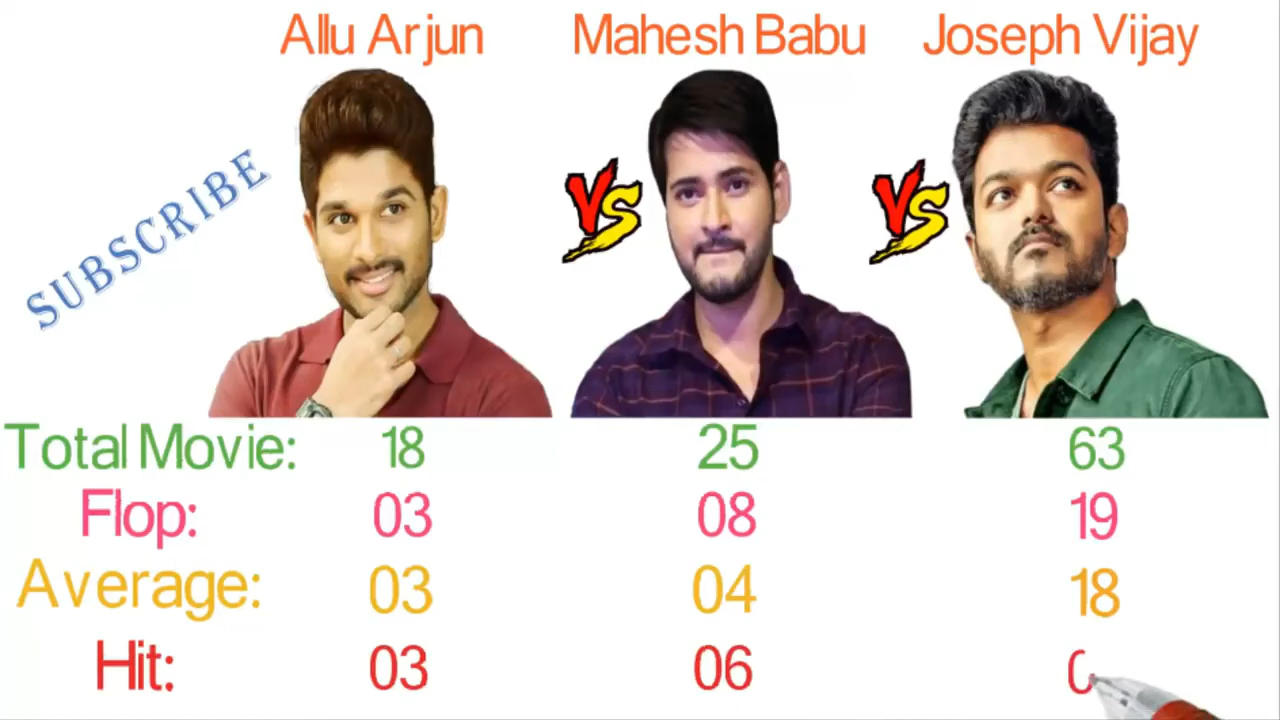 Allu Arjun Mahesh Babu Joseph Vijay
SUBSCRIBE
VS VS
Total Movie: 18 25 63
Flop: 03 08 19
Average: 03 04 18
Hit: 03 06